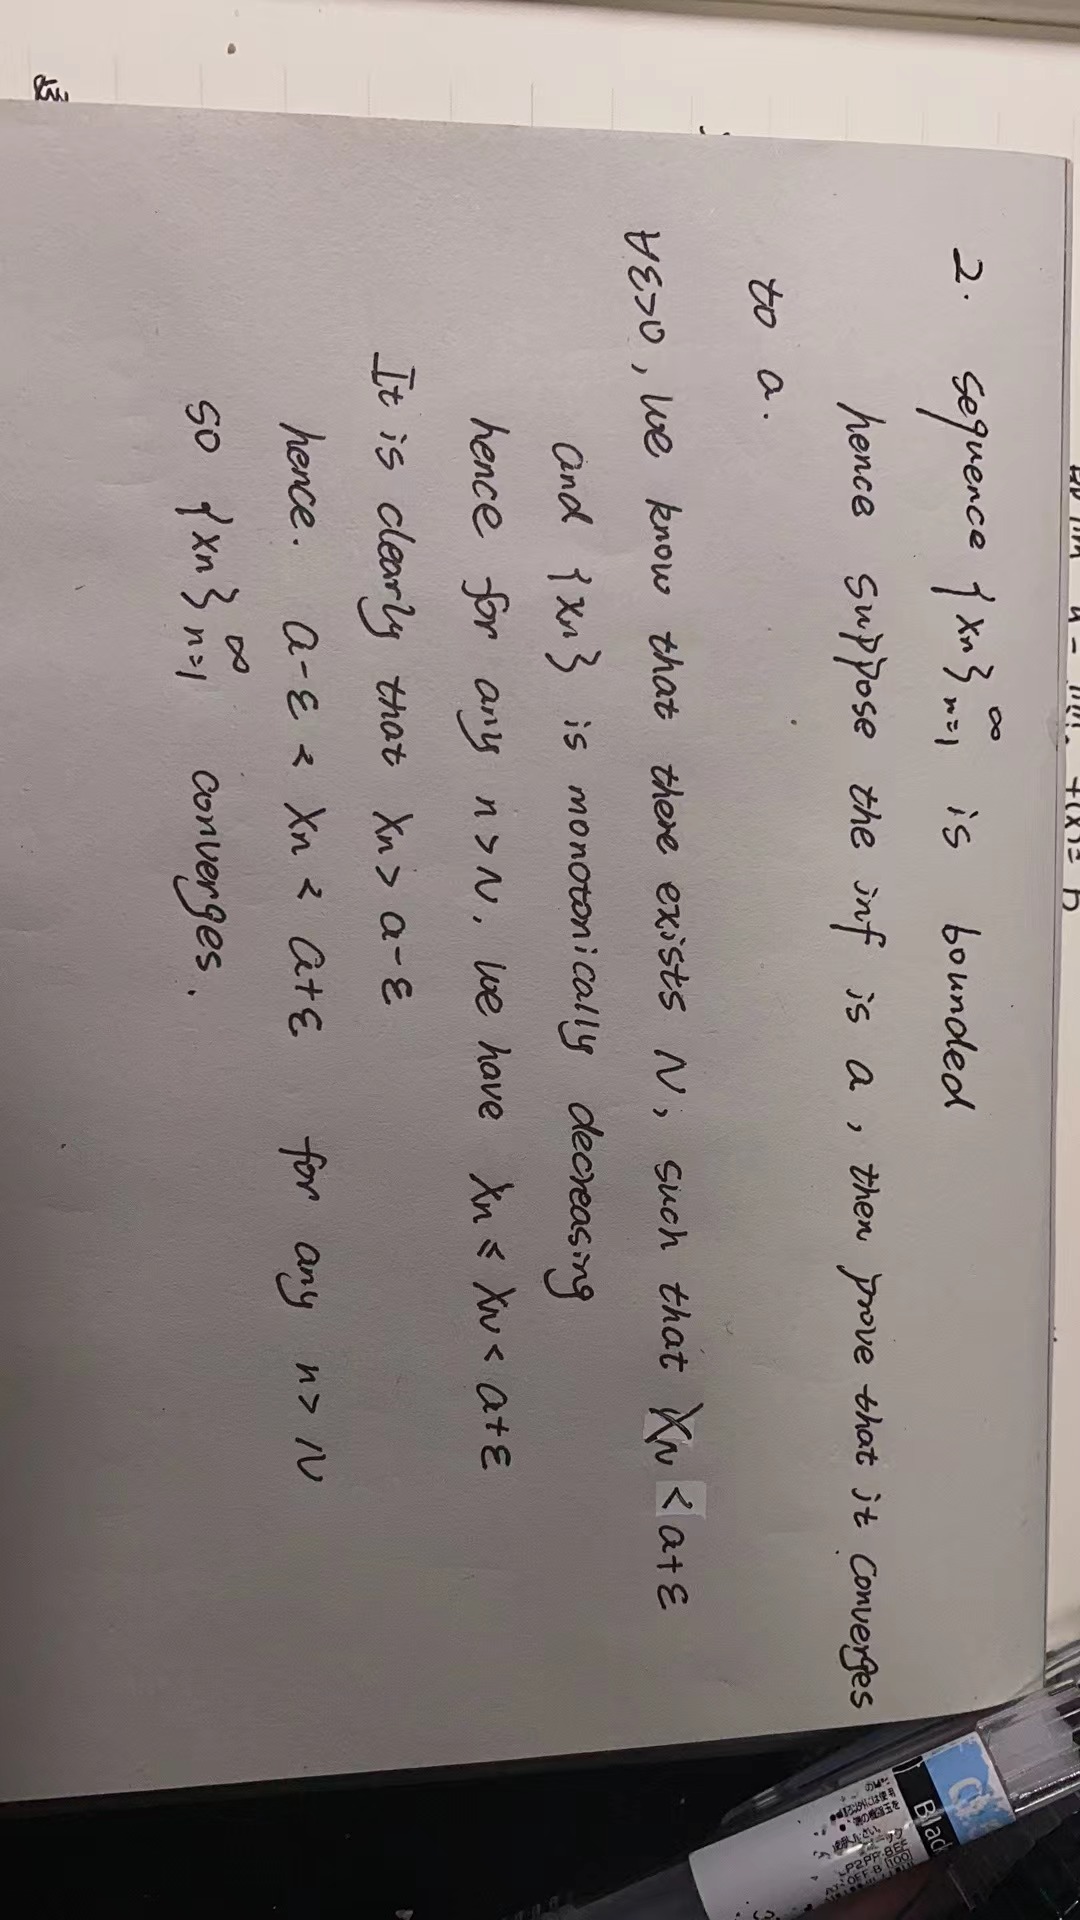 2. sequence {xn}∞n=1 is bounded
hence suppose the inf is a, then prove that it converges
to a.
∀ε>0, we know that there exists N, such that XN < a+ε
and {xn} is monotonically decreasing
hence for any n>N, we have Xn ≤ XN < a+ε
It is clearly that Xn > a-ε
hence. a-ε < Xn < a+ε for any n>N
so {xn}∞n=1 converges.
Blac